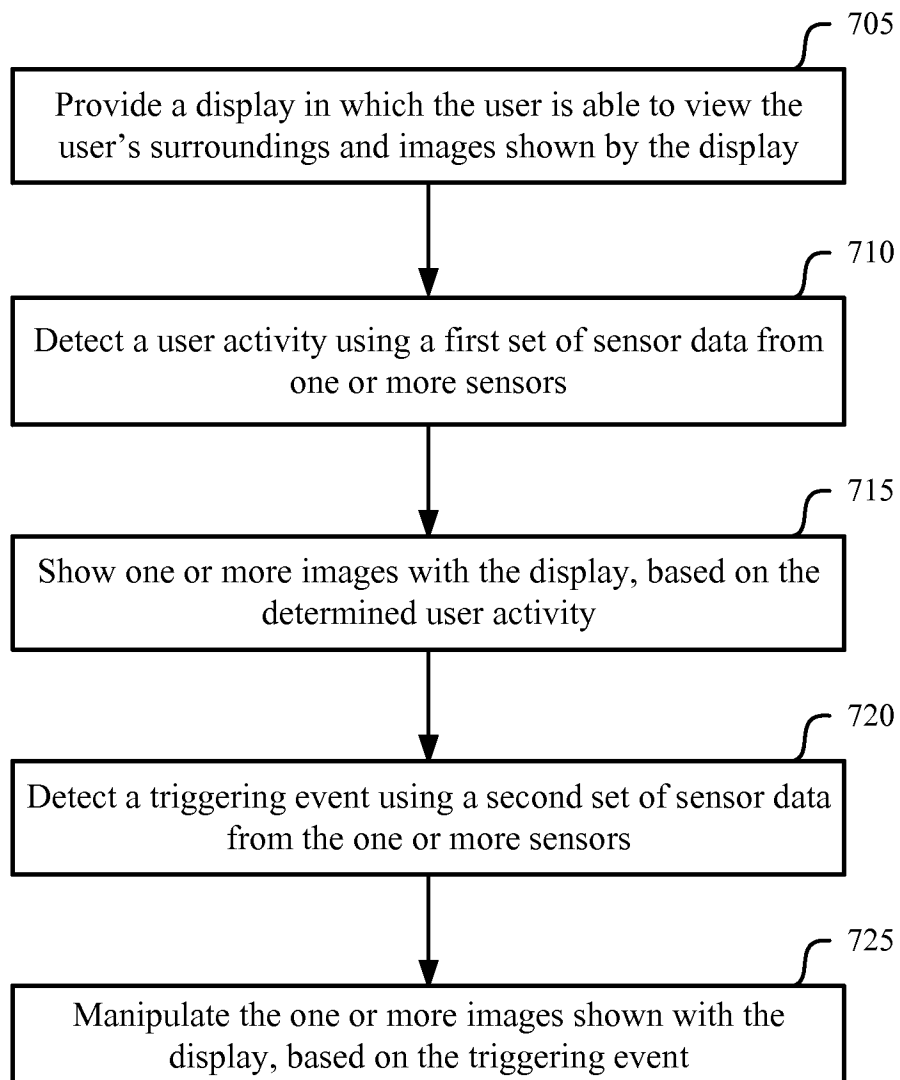 705
Provide a display in which the user is able to view the
user’s surroundings and images shown by the display
710
Detect a user activity using a first set of sensor data from
one or more sensors
715
Show one or more images with the display, based on the
determined user activity
720
Detect a triggering event using a second set of sensor data
from the one or more sensors
725
Manipulate the one or more images shown with the
display, based on the triggering event